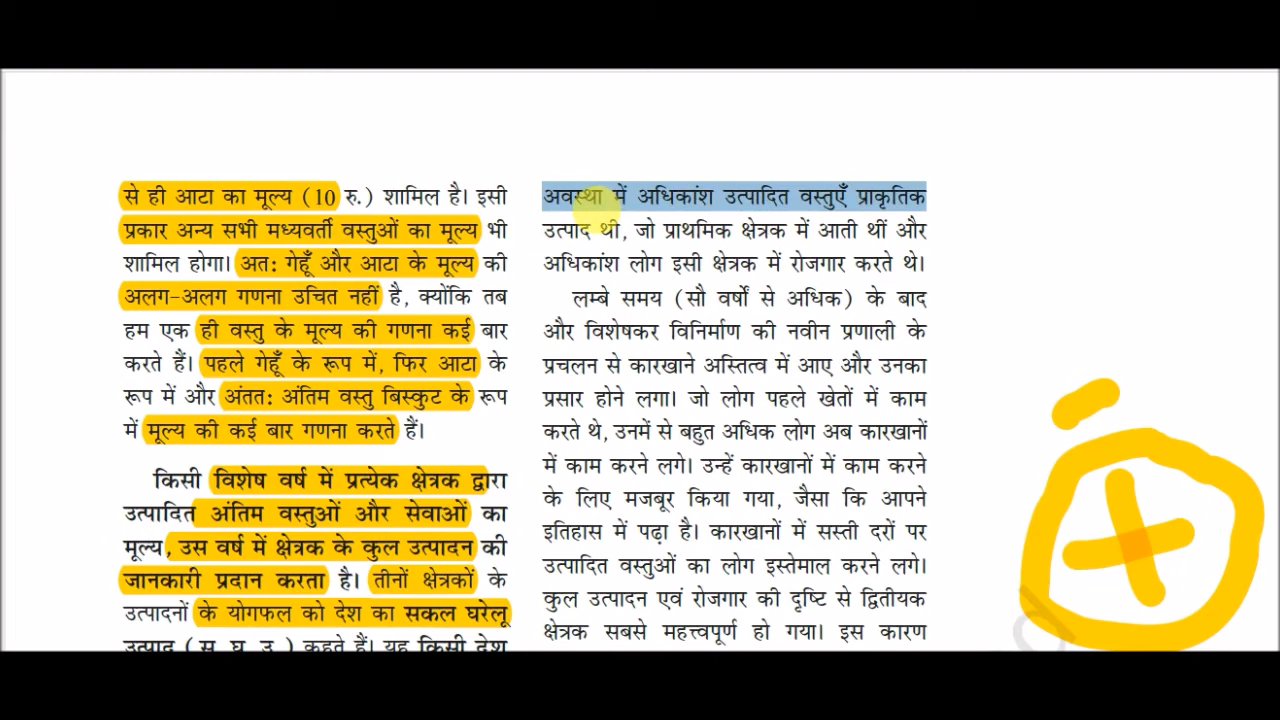 से ही आटा का मूल्य (10 रु.) शामिल है। इसी
प्रकार अन्य सभी मध्यवर्ती वस्तुओं का मूल्य भी
शामिल होगा। अतः गेहूँ और आटा के मूल्य की
अलग-अलग गणना उचित नहीं है, क्योंकि तब
हम एक ही वस्तु के मूल्य की गणना कई बार
करते हैं। पहले गेहूँ के रूप में, फिर आटा के
रूप में और अंततः अंतिम वस्तु बिस्कुट के रूप
में मूल्य की कई बार गणना करते हैं।
किसी विशेष वर्ष में प्रत्येक क्षेत्रक द्वारा
उत्पादित अंतिम वस्तुओं और सेवाओं का
मूल्य, उस वर्ष में क्षेत्रक के कुल उत्पादन की
जानकारी प्रदान करता है। तीनों क्षेत्रकों के
उत्पादनों के योगफल को देश का सकल घरेलू
उत्पाद (स. घ. उ.) कहते हैं। यह किसी देश
अवस्था में अधिकांश उत्पादित वस्तुएँ प्राकृतिक
उत्पाद थी, जो प्राथमिक क्षेत्रक में आती थीं और
अधिकांश लोग इसी क्षेत्रक में रोजगार करते थे।
लम्बे समय (सौ वर्षों से अधिक) के बाद
और विशेषकर विनिर्माण की नवीन प्रणाली के
प्रचलन से कारखाने अस्तित्व में आए और उनका
प्रसार होने लगा। जो लोग पहले खेतों में काम
करते थे, उनमें से बहुत अधिक लोग अब कारखानों
में काम करने लगे। उन्हें कारखानों में काम करने
के लिए मजबूर किया गया, जैसा कि आपने
इतिहास में पढ़ा है। कारखानों में सस्ती दरों पर
उत्पादित वस्तुओं का लोग इस्तेमाल करने लगे।
कुल उत्पादन एवं रोजगार की दृष्टि से द्वितीयक
क्षेत्रक सबसे महत्त्वपूर्ण हो गया। इस कारण